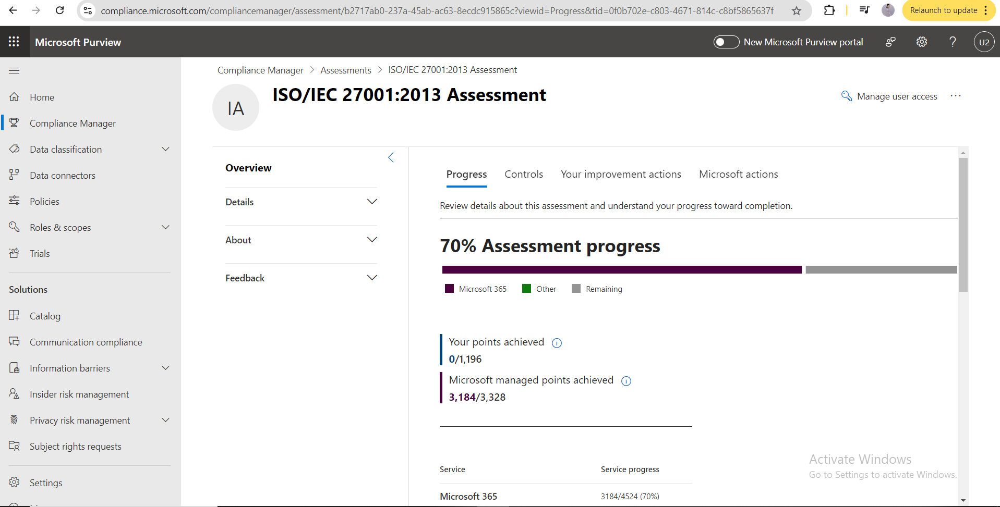 compliance.microsoft.com/compliancemanager/assessment/b2717ab0-237a-45ab-ac63-8ecdc915865c?viewid=Progress&tid=0f0b702e-c803-4671-814c-c8bf5865637f
Relaunch to update
Microsoft Purview
New Microsoft Purview portal
?
U2
Home
Compliance Manager
Data classification
Data connectors
Policies
Roles & scopes
Trials
Solutions
Catalog
Communication compliance
Information barriers
Insider risk management
Privacy risk management
Subject rights requests
Settings
Compliance Manager > Assessments > ISO/IEC 27001:2013 Assessment
IA
ISO/IEC 27001:2013 Assessment
Manage user access
...
Overview
Details
About
Feedback
Progress Controls Your improvement actions Microsoft actions
Review details about this assessment and understand your progress toward completion.
70% Assessment progress
Microsoft 365 Other Remaining
Your points achieved
0/1,196
Microsoft managed points achieved
3,184/3,328
Service Service progress
Microsoft 365 3184/4524 (70%)
Activate Windows
Go to Settings to activate Windows.